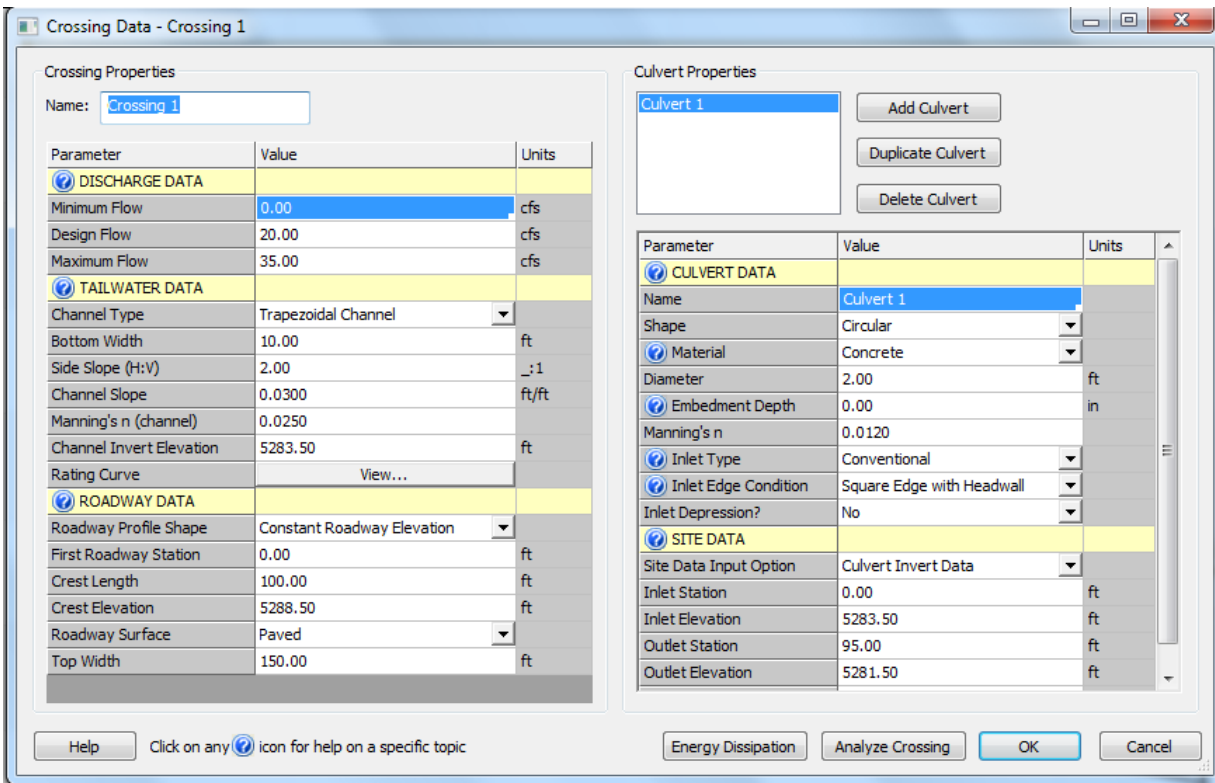 Crossing Data - Crossing 1
Crossing Properties
Name: Crossing 1
Parameter Value Units
DISCHARGE DATA
Minimum Flow 0.00 cfs
Design Flow 20.00 cfs
Maximum Flow 35.00 cfs
TAILWATER DATA
Channel Type Trapezoidal Channel
Bottom Width 10.00 ft
Side Slope (H:V) 2.00 _:1
Channel Slope 0.0300 ft/ft
Manning's n (channel) 0.0250
Channel Invert Elevation 5283.50 ft
Rating Curve View...
ROADWAY DATA
Roadway Profile Shape Constant Roadway Elevation
First Roadway Station 0.00 ft
Crest Length 100.00 ft
Crest Elevation 5288.50 ft
Roadway Surface Paved
Top Width 150.00 ft
Culvert Properties
Culvert 1
Add Culvert
Duplicate Culvert
Delete Culvert
Parameter Value Units
CULVERT DATA
Name Culvert 1
Shape Circular
Material Concrete
Diameter 2.00 ft
Embedment Depth 0.00 in
Manning's n 0.0120
Inlet Type Conventional
Inlet Edge Condition Square Edge with Headwall
Inlet Depression? No
SITE DATA
Site Data Input Option Culvert Invert Data
Inlet Station 0.00 ft
Inlet Elevation 5283.50 ft
Outlet Station 95.00 ft
Outlet Elevation 5281.50 ft
Help Click on any ? icon for help on a specific topic Energy Dissipation Analyze Crossing OK Cancel